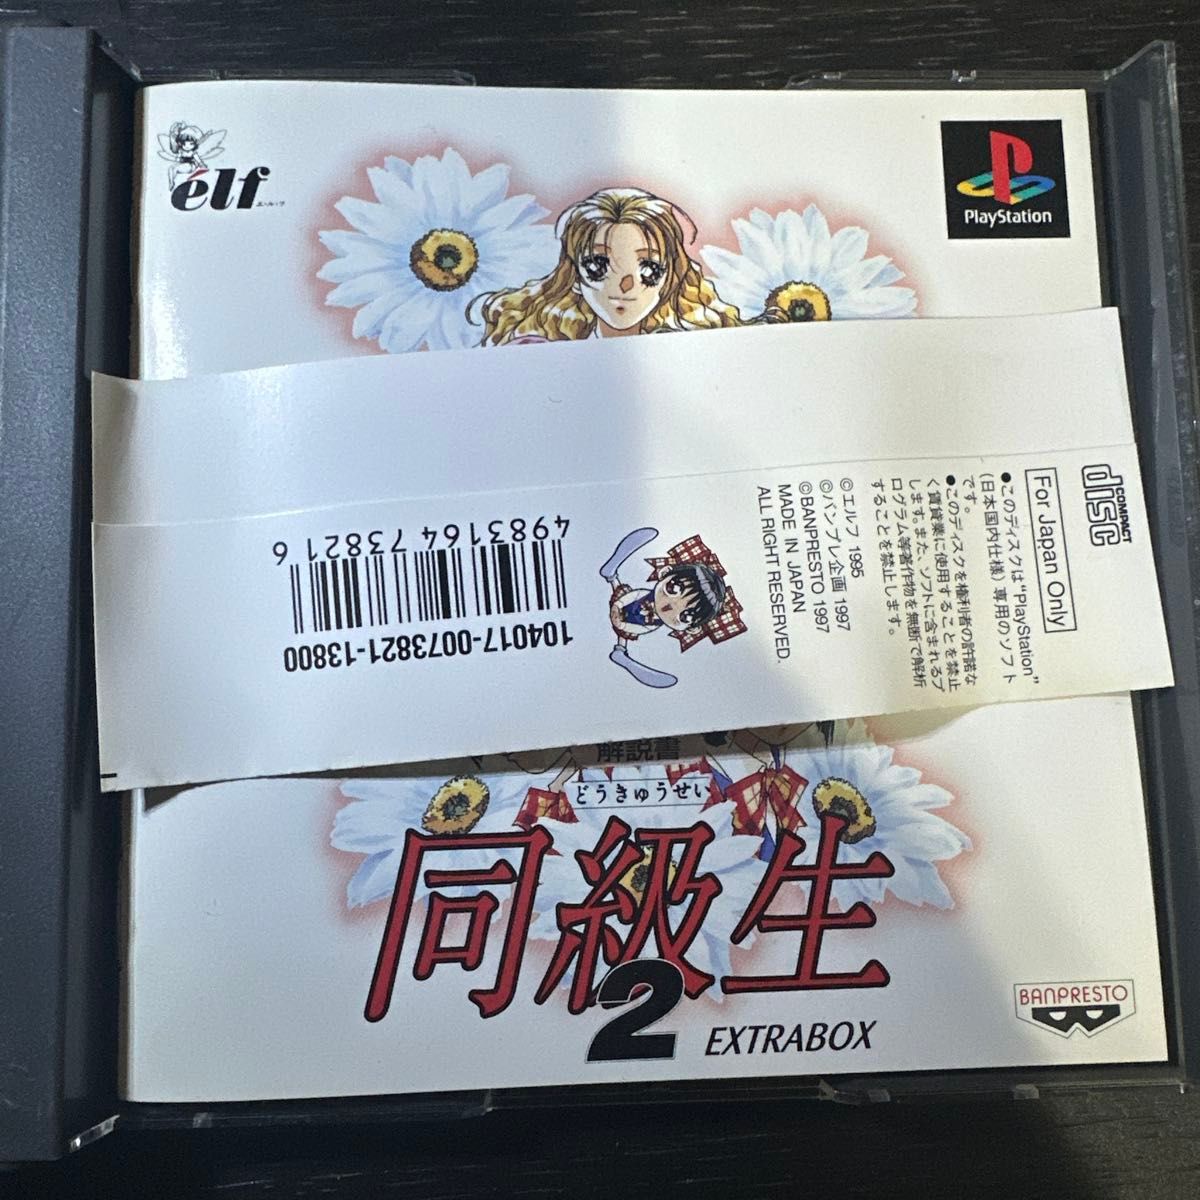 élf
エ・ル・フ
PlayStation
COMPACT
disc
For Japan Only
●このディスクは“PlayStation”
(日本国内仕様)専用のソフト
です。
●このディスクを権利者の許諾な
く賃貸業に使用することを禁止
します。また、ソフトに含まれるプ
ログラム等著作物を無断で解析
することを禁止します。
©エルフ 1995
©バンプレ企画 1997
©BANPRESTO 1997
MADE IN JAPAN
ALL RIGHT RESERVED.
4983164738216
104017-0073821-13800
解説書
どうきゅうせい
同級生
2
EXTRABOX
BANPRESTO